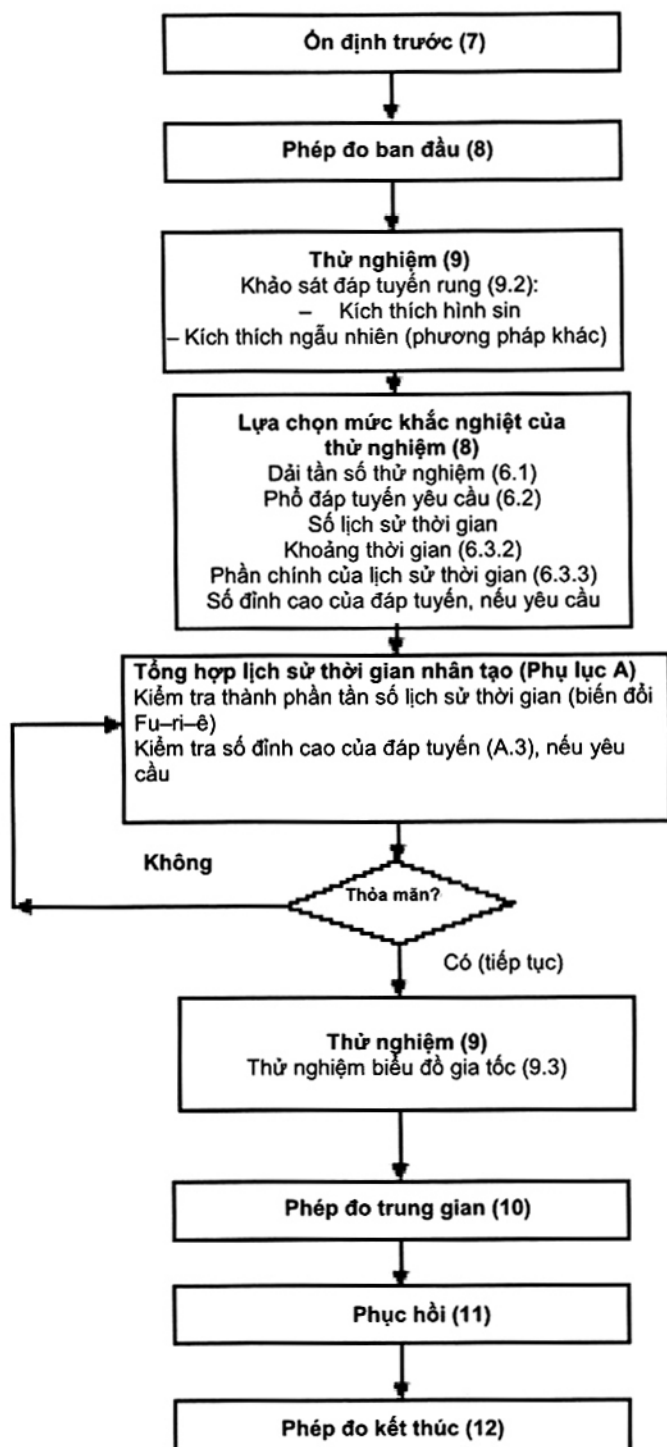 Ổn định trước (7)
Phép đo ban đầu (8)
Thử nghiệm (9)
Khảo sát đáp tuyến rung (9.2):
– Kích thích hình sin
– Kích thích ngẫu nhiên (phương pháp khác)
Lựa chọn mức khắc nghiệt của
thử nghiệm (8)
Dải tần số thử nghiệm (6.1)
Phổ đáp tuyến yêu cầu (6.2)
Số lịch sử thời gian
Khoảng thời gian (6.3.2)
Phần chính của lịch sử thời gian (6.3.3)
Số đỉnh cao của đáp tuyến, nếu yêu cầu
Tổng hợp lịch sử thời gian nhân tạo (Phụ lục A)
Kiểm tra thành phần tần số lịch sử thời gian (biến đổi
Fu–ri–ê)
Kiểm tra số đỉnh cao của đáp tuyến (A.3), nếu yêu
cầu
Không
Thỏa mãn?
Có (tiếp tục)
Thử nghiệm (9)
Thử nghiệm biểu đồ gia tốc (9.3)
Phép đo trung gian (10)
Phục hồi (11)
Phép đo kết thúc (12)